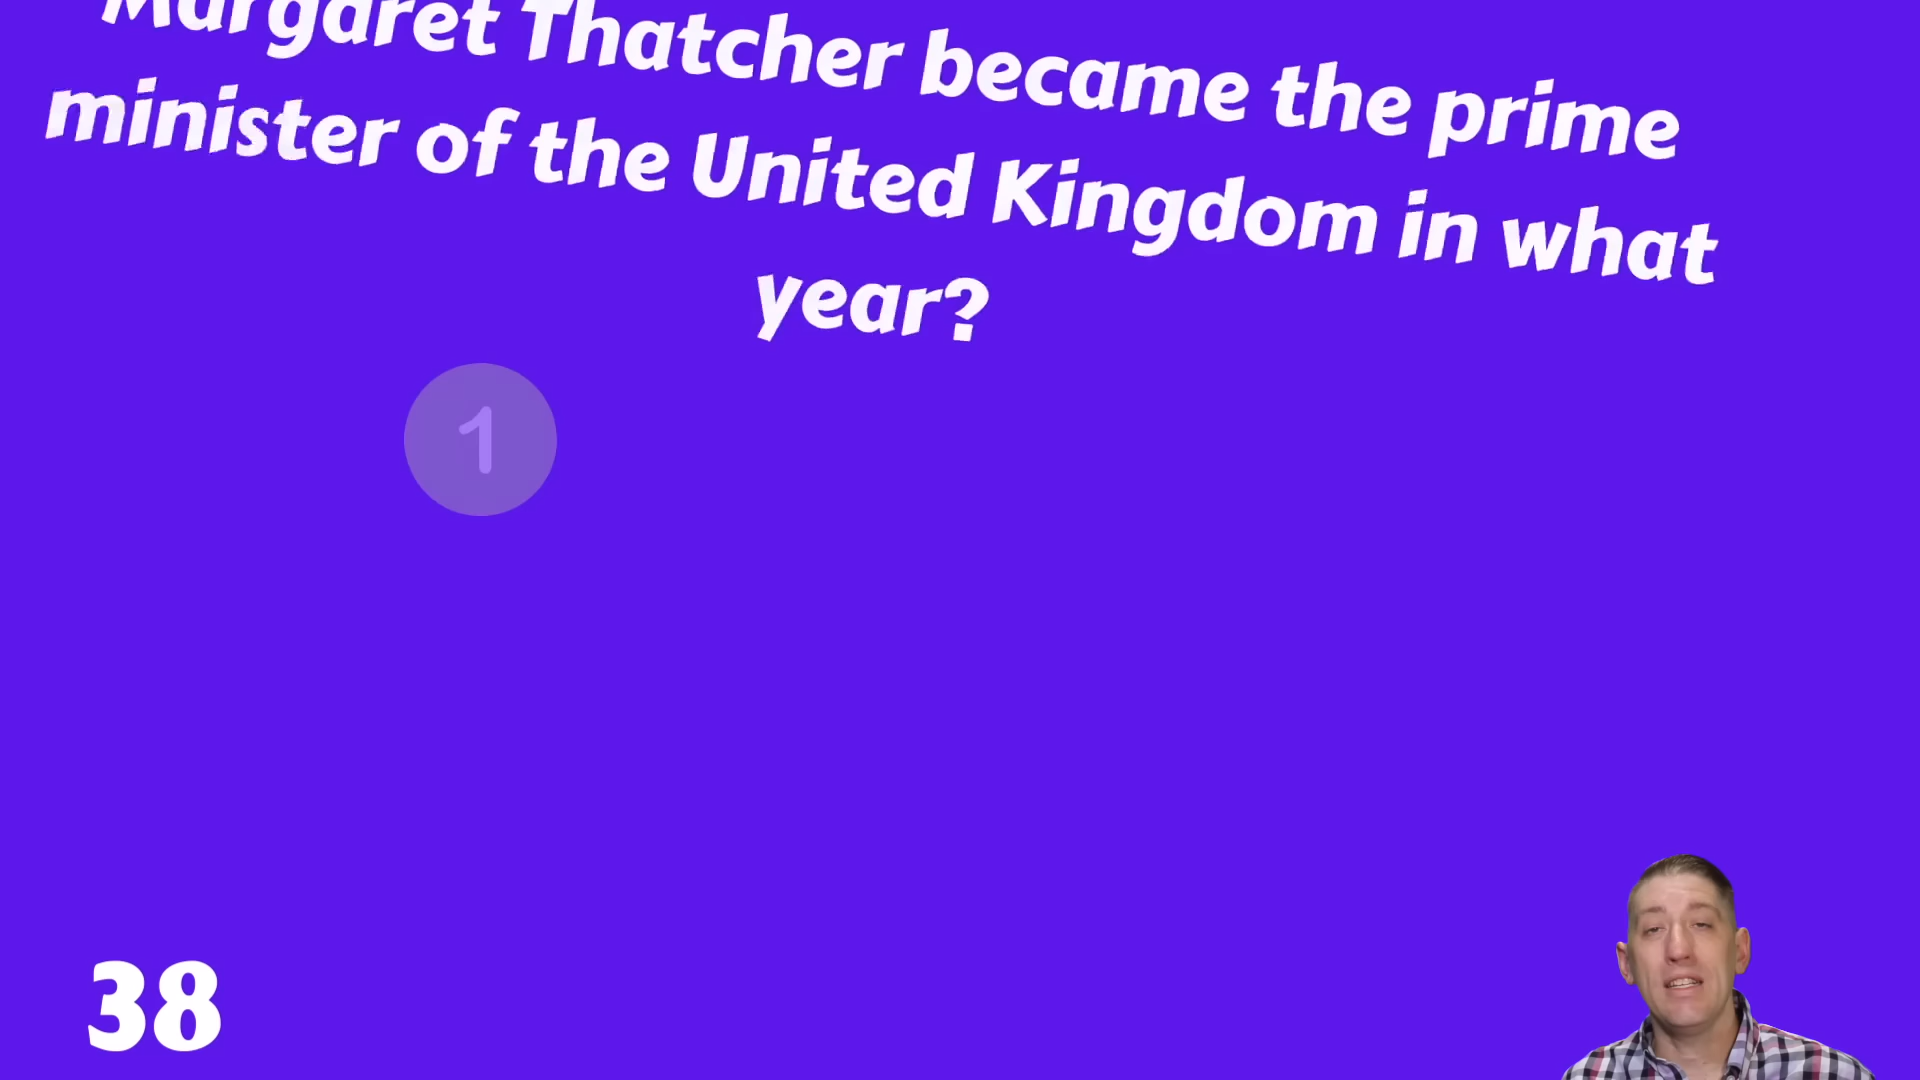 Margaret Thatcher became the prime
minister of the United Kingdom in what
year?
1
38